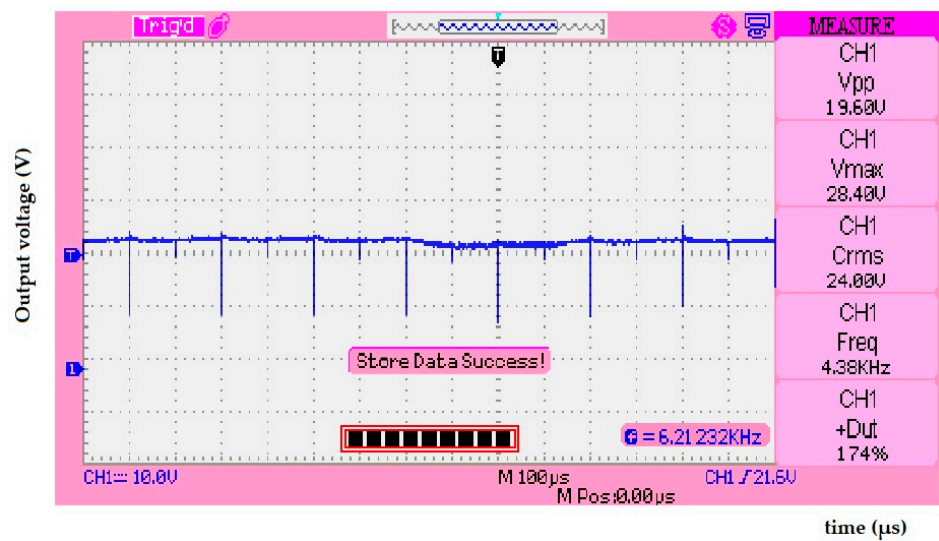 Trig'd
MEASURE
CH1
Vpp
19.60V
CH1
Vmax
28.40V
CH1
Crms
24.00V
CH1
Freq
4.38KHz
CH1
+Dut
174%
Output voltage (V)
T
T
1
Store Data Success!
= 6.21232KHz
CH1 10.0V
M 100µs
CH1 21.6V
M Pos:0.00µs
time (µs)